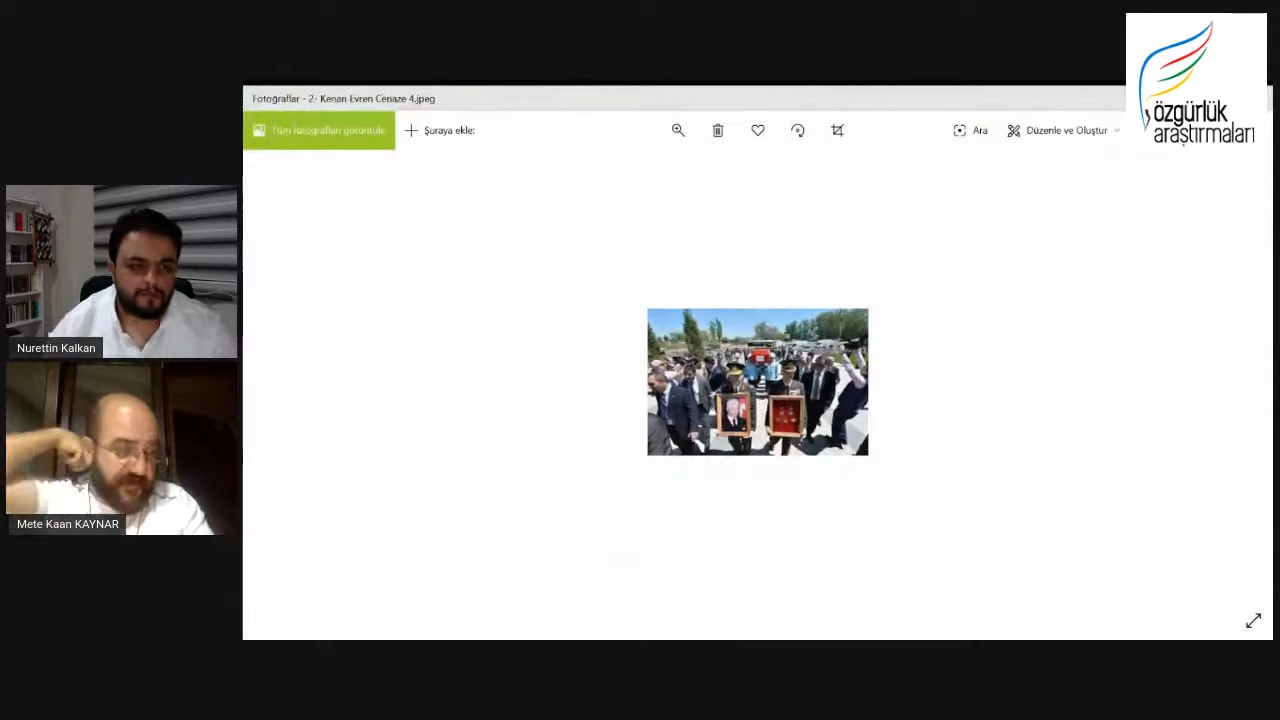 Fotoğraflar - 2- Kenan Evren Cenaze 4.jpeg
Tüm fotoğrafları görüntüle
Şuraya ekle:
Ara
Düzenle ve Oluştur
özgürlük
araştırmaları
Nurettin Kalkan
Mete Kaan KAYNAR